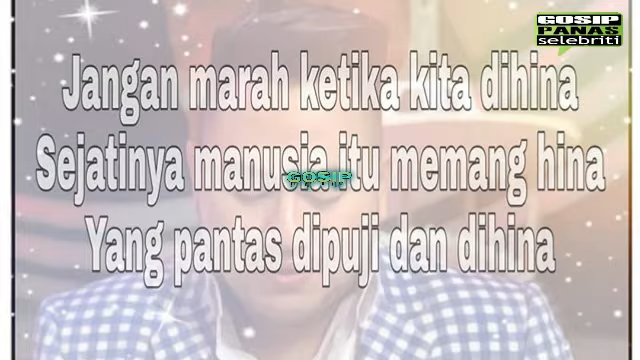 GOSIP
PANAS
selebriti
Jangan marah ketika kita dihina
Sejatinya manusia itu memang hina
GOSIP
Yang pantas dipuji dan dihina